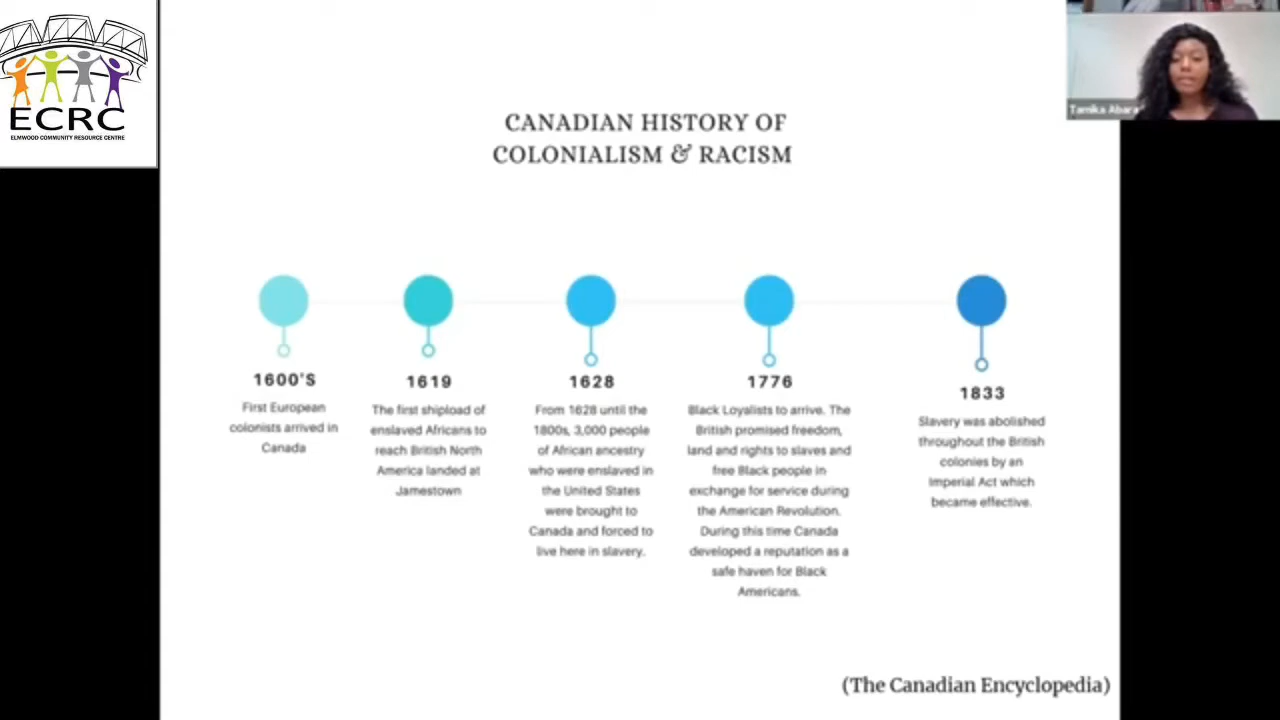 ECRC
ELMWOOD COMMUNITY RESOURCE CENTRE
Tamika Abara
CANADIAN HISTORY OF
COLONIALISM & RACISM
1600'S
First European
colonists arrived in
Canada
1619
The first shipload of
enslaved Africans to
reach British North
America landed at
Jamestown
1628
From 1628 until the
1800s, 3,000 people
of African ancestry
who were enslaved in
the United States
were brought to
Canada and forced to
live here in slavery.
1776
Black Loyalists to arrive. The
British promised freedom,
land and rights to slaves and
free Black people in
exchange for service during
the American Revolution.
During this time Canada
developed a reputation as a
safe haven for Black
Americans.
1833
Slavery was abolished
throughout the British
colonies by an
Imperial Act which
became effective.
(The Canadian Encyclopedia)